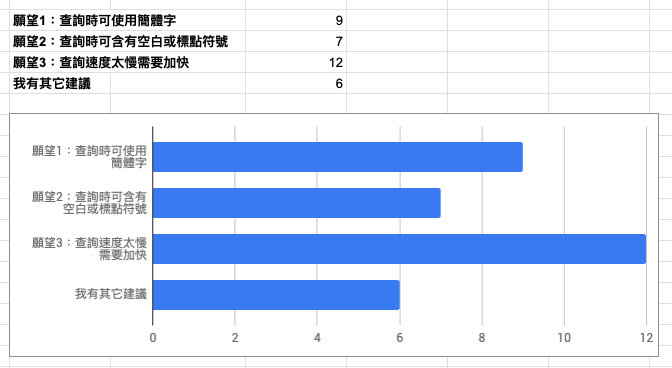 願望1：查詢時可使用簡體字 9
願望2：查詢時可含有空白或標點符號 7
願望3：查詢速度太慢需要加快 12
我有其它建議 6
願望1：查詢時可使用
簡體字
願望2：查詢時可含有
空白或標點符號
願望3：查詢速度太慢
需要加快
我有其它建議
0 2 4 6 8 10 12